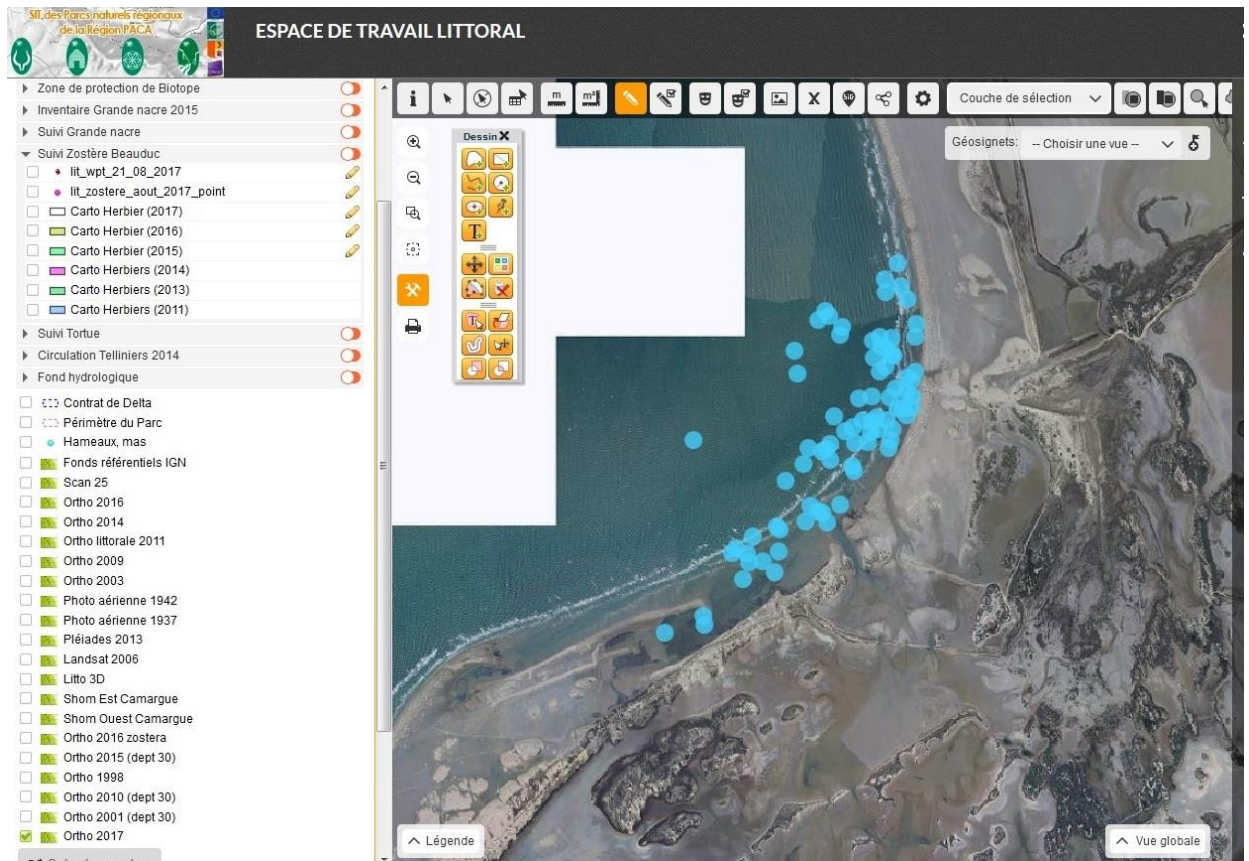 SIT des Parcs naturels régionaux
de la Région PACA
ESPACE DE TRAVAIL LITTORAL
Zone de protection de Biotope
Inventaire Grande nacre 2015
Suivi Grande nacre
Suivi Zostère Beauduc
lit_wpt_21_08_2017
lit_zostere_aout_2017_point
Carto Herbier (2017)
Carto Herbier (2016)
Carto Herbier (2015)
Carto Herbiers (2014)
Carto Herbiers (2013)
Carto Herbiers (2011)
Suivi Tortue
Circulation Telliniers 2014
Fond hydrologique
Contrat de Delta
Périmètre du Parc
Hameaux, mas
Fonds référentiels IGN
Scan 25
Ortho 2016
Ortho 2014
Ortho littorale 2011
Ortho 2009
Ortho 2003
Photo aérienne 1942
Photo aérienne 1937
Pléiades 2013
Landsat 2006
Litto 3D
Shom Est Camargue
Shom Ouest Camargue
Ortho 2016 zostera
Ortho 2015 (dept 30)
Ortho 1998
Ortho 2010 (dept 30)
Ortho 2001 (dept 30)
Ortho 2017
i m m² X SIG Couche de sélection
Géosignets: -- Choisir une vue --
Dessin X
T
T
Légende
Vue globale